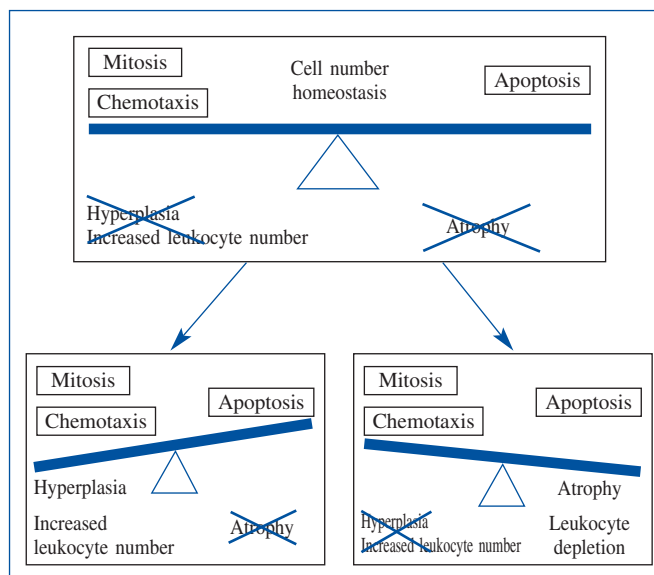 Mitosis
Cell number
homeostasis
Apoptosis
Chemotaxis
Hyperplasia
Increased leukocyte number
Atrophy
Mitosis
Apoptosis
Chemotaxis
Hyperplasia
Increased
leukocyte number
Atrophy
Mitosis
Apoptosis
Chemotaxis
Atrophy
Hyperplasia
Increased leukocyte number
Leukocyte
depletion